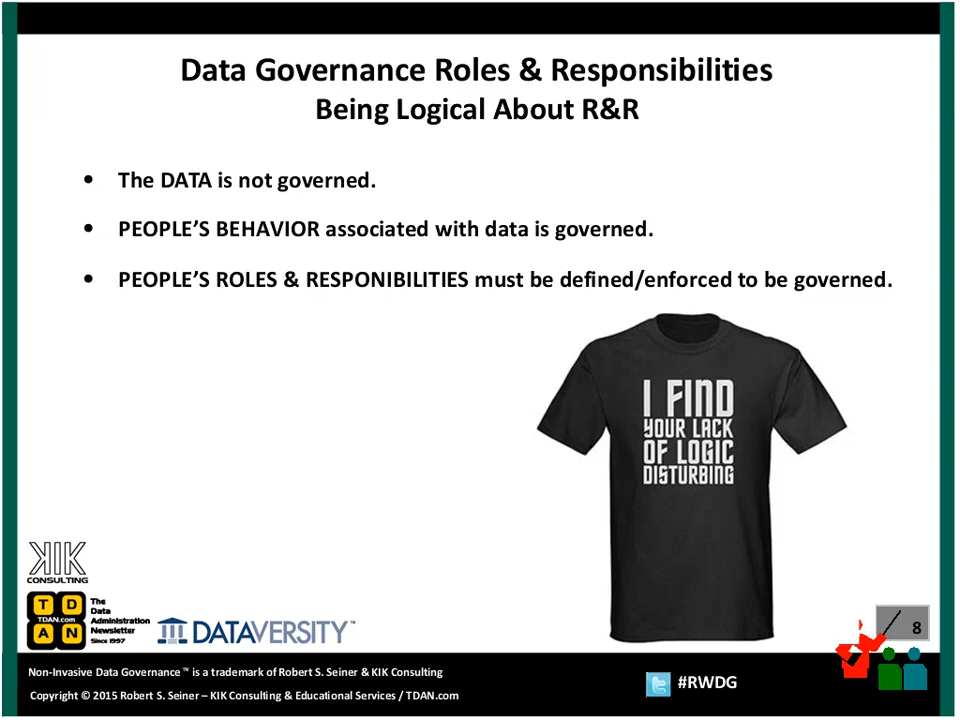 Data Governance Roles & Responsibilities
Being Logical About R&R
• The DATA is not governed.
• PEOPLE’S BEHAVIOR associated with data is governed.
• PEOPLE’S ROLES & RESPONIBILITIES must be defined/enforced to be governed.
I FIND
YOUR LACK
OF LOGIC
DISTURBING
KIK
CONSULTING
T D
TDAN.com
A N
The
Data
Administration
Newsletter
Since 1997
DATAVERSITY™
8
Non-Invasive Data Governance™ is a trademark of Robert S. Seiner & KIK Consulting
Copyright © 2015 Robert S. Seiner – KIK Consulting & Educational Services / TDAN.com
#RWDG